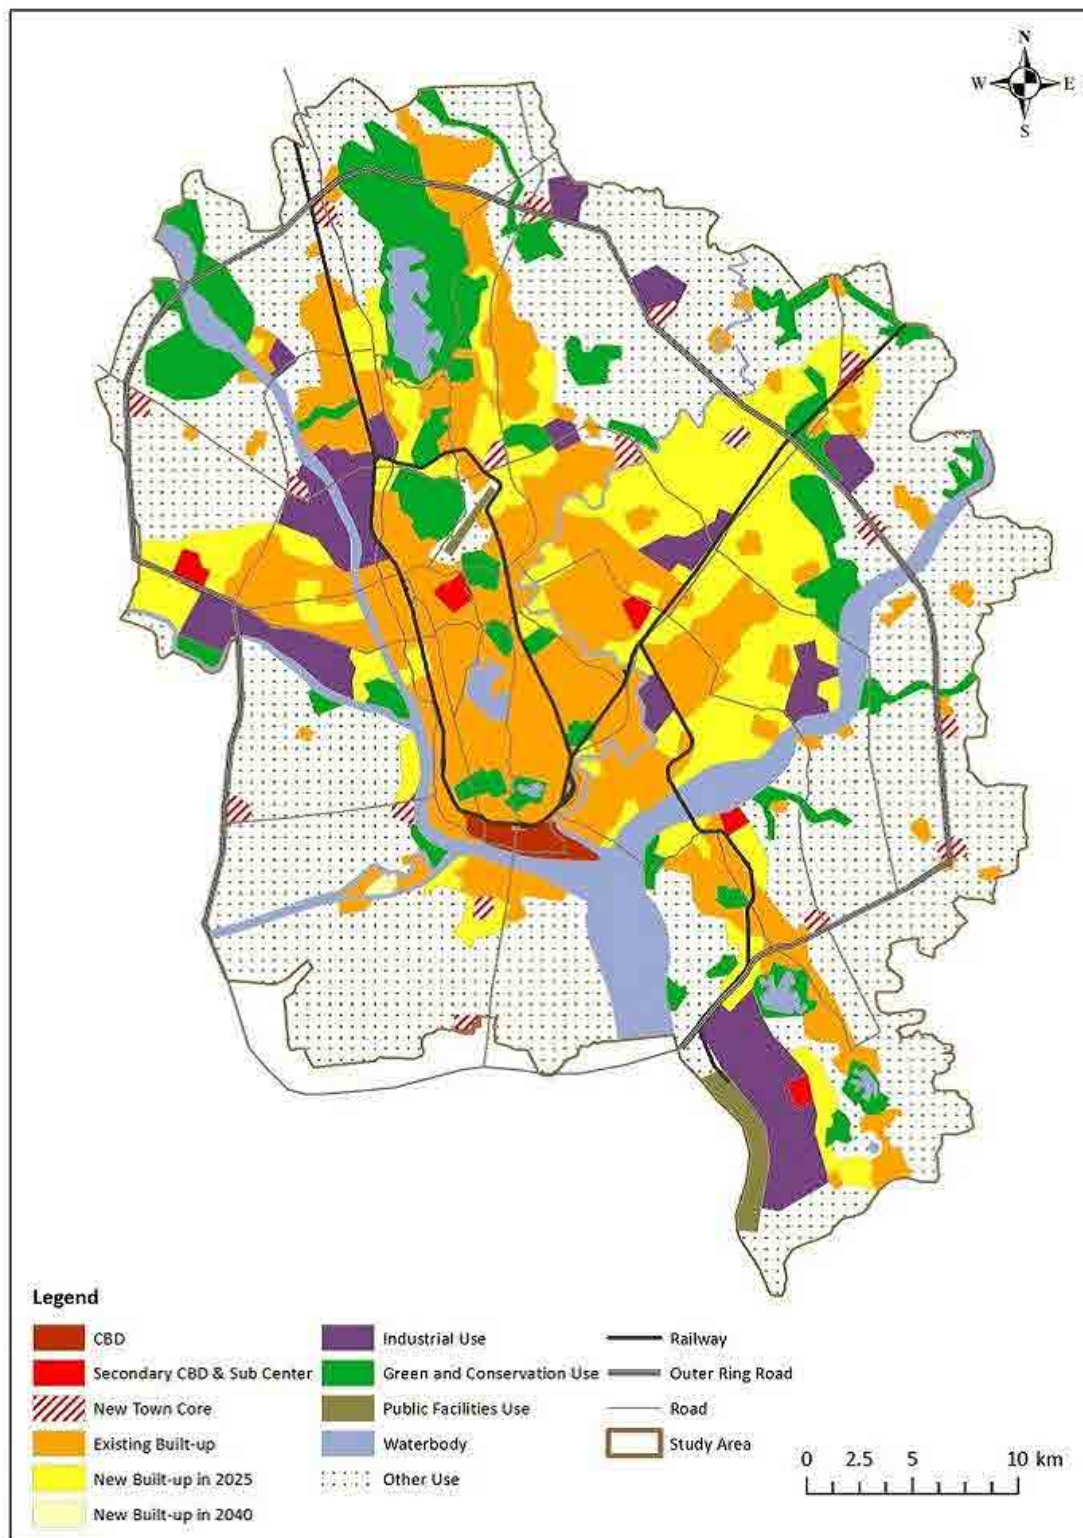 N
W E
S
Legend
CBD
Secondary CBD & Sub Center
New Town Core
Existing Built-up
New Built-up in 2025
New Built-up in 2040
Industrial Use
Green and Conservation Use
Public Facilities Use
Waterbody
Other Use
Railway
Outer Ring Road
Road
Study Area
0 2.5 5 10 km